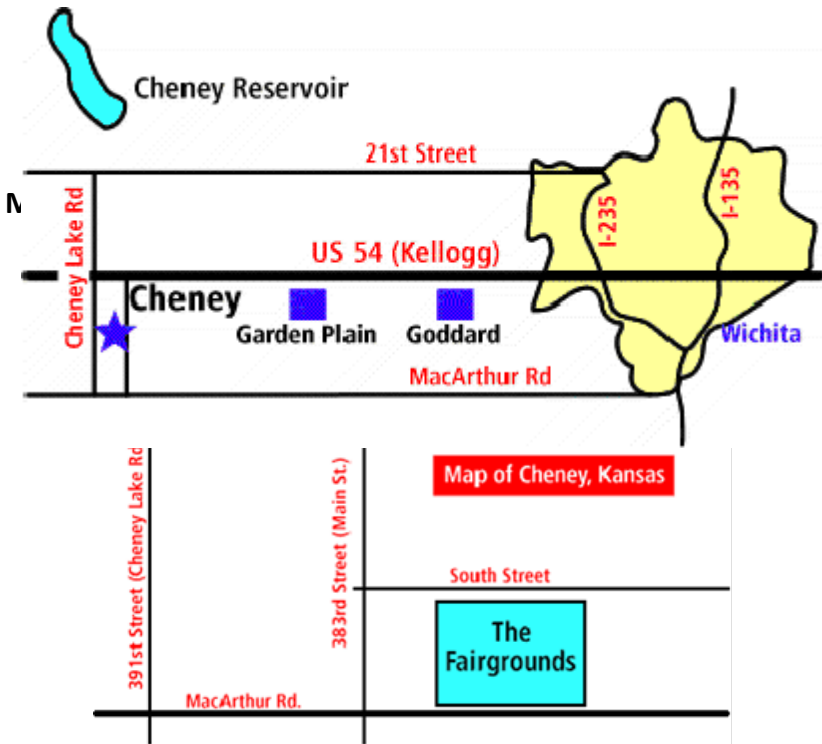 Cheney Reservoir
21st Street
M
Cheney Lake Rd
I-235
I-135
US 54 (Kellogg)
Cheney
Garden Plain
Goddard
Wichita
MacArthur Rd
391st Street (Cheney Lake Rd
383rd Street (Main St.)
Map of Cheney, Kansas
South Street
The
Fairgrounds
MacArthur Rd.